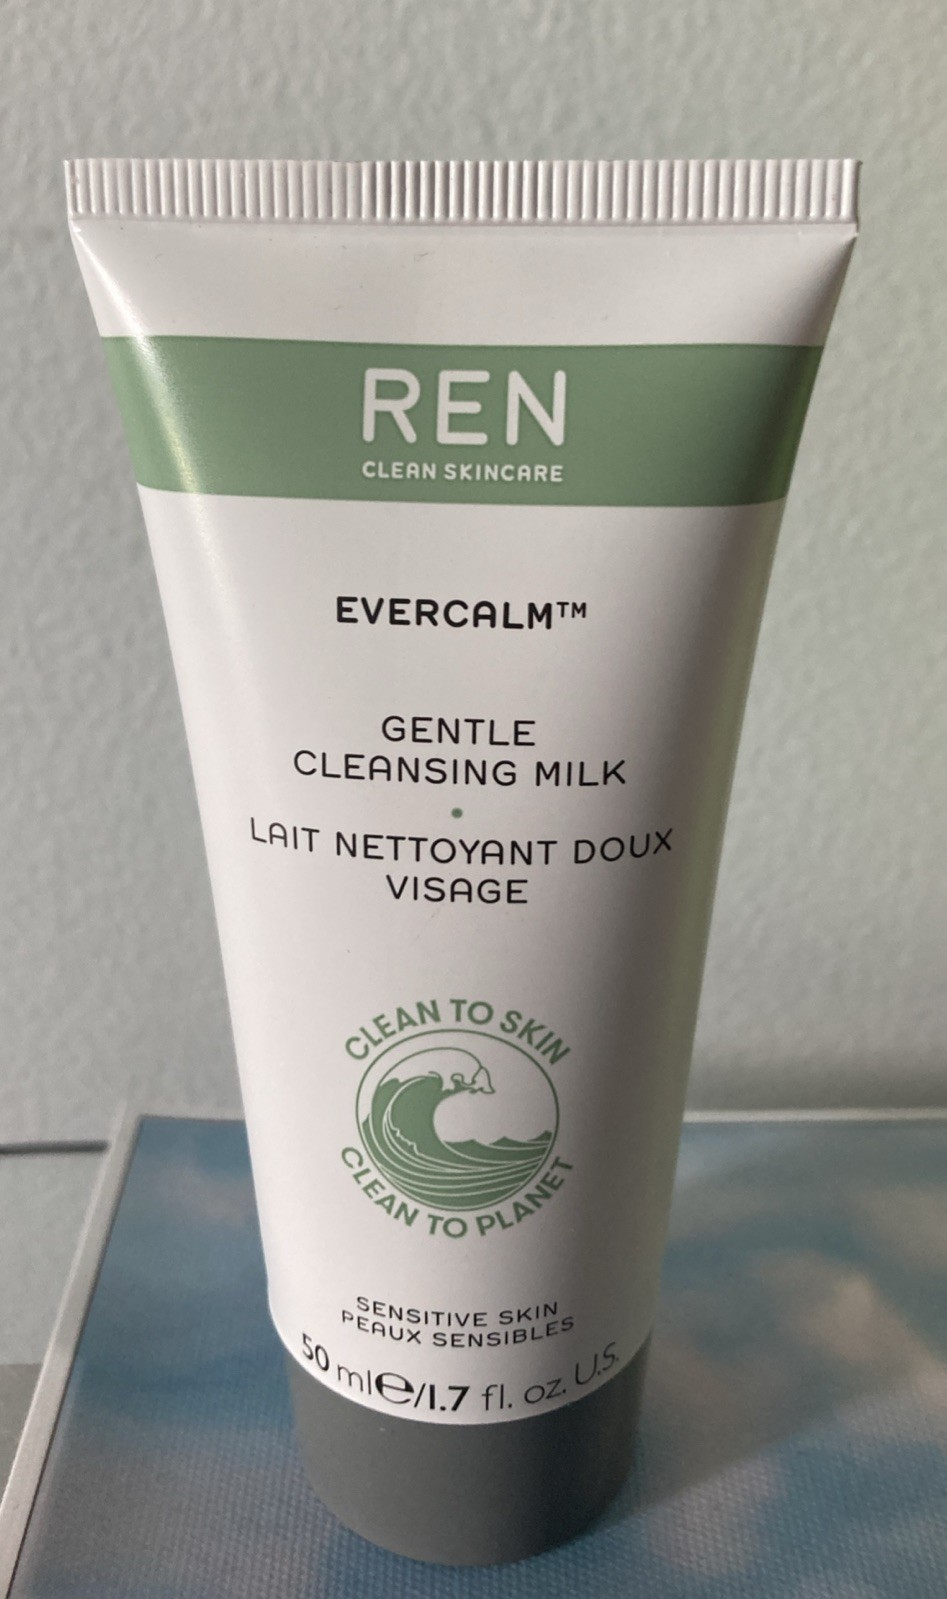 REN
CLEAN SKINCARE
EVERCALM™
GENTLE
CLEANSING MILK
•
LAIT NETTOYANT DOUX
VISAGE
CLEAN TO SKIN
CLEAN TO PLANET
SENSITIVE SKIN
PEAUX SENSIBLES
50 ml℮/1.7 fl. oz. U.S.